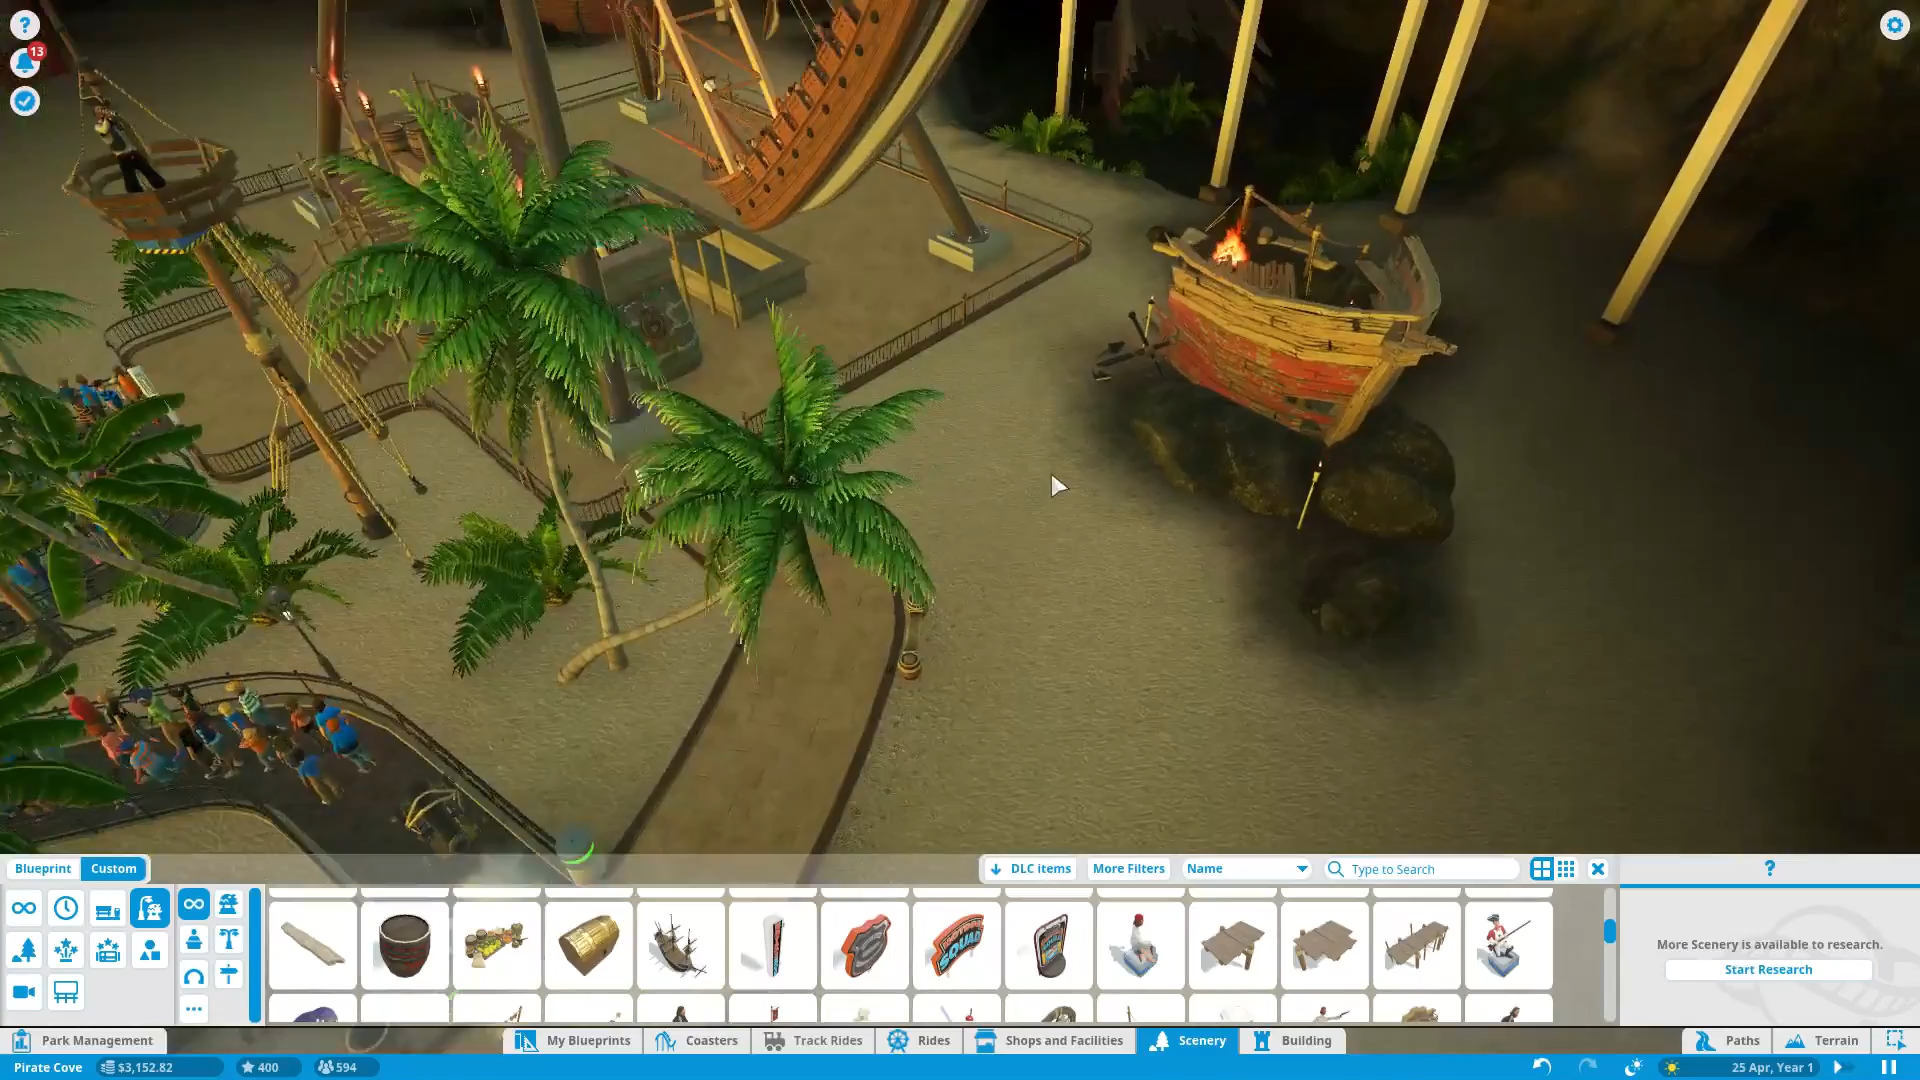 ?
13
Blueprint
Custom
DLC items
More Filters
Name
Type to Search
?
SQUAD
More Scenery is available to research.
Start Research
Park Management
My Blueprints
Coasters
Track Rides
Rides
Shops and Facilities
Scenery
Building
Paths
Terrain
Pirate Cove
$3,152.82
400
594
25 Apr, Year 1